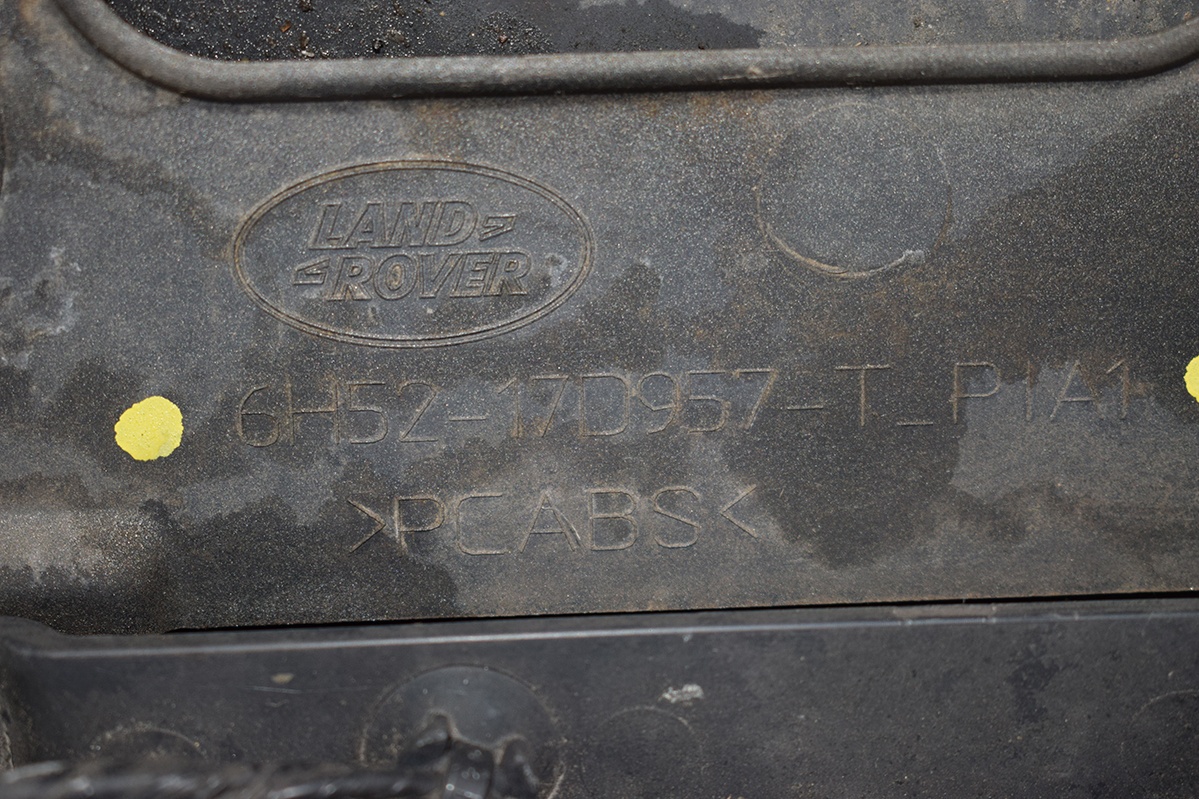 LAND
ROVER
6H52-17D957-T_P1A1
>PCABS<